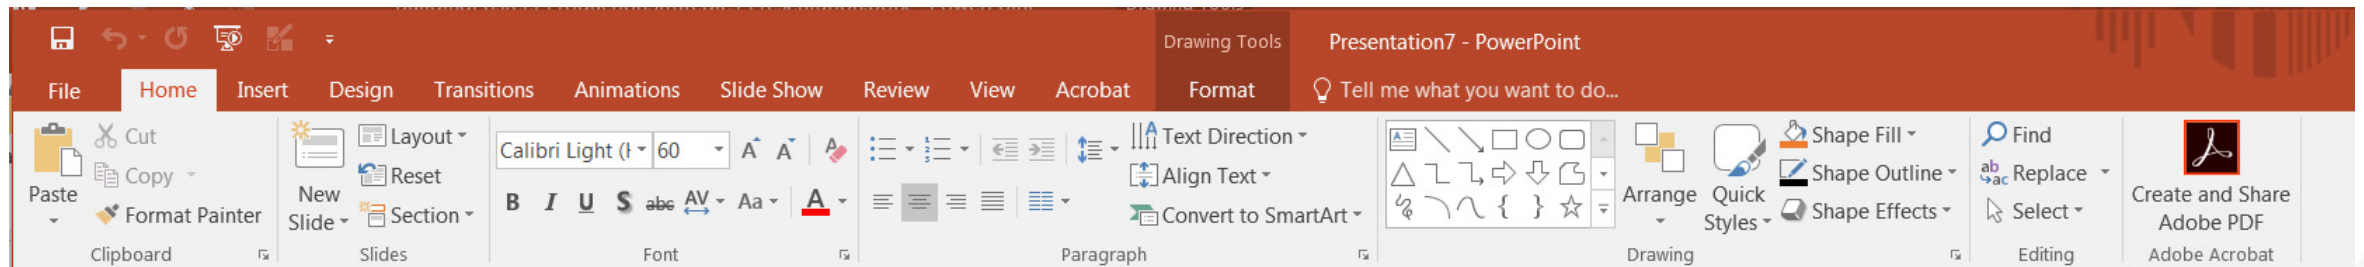 Drawing Tools
Presentation7 - PowerPoint
File
Home
Insert
Design
Transitions
Animations
Slide Show
Review
View
Acrobat
Format
Tell me what you want to do...
Paste
Cut
Copy
Format Painter
Clipboard
New
Slide
Layout
Reset
Section
Slides
Calibri Light (
60
B I U S abc AV Aa A
Font
Text Direction
Align Text
Convert to SmartArt
Paragraph
Arrange
Quick
Styles
Shape Fill
Shape Outline
Shape Effects
Drawing
Find
Replace
Select
Editing
Create and Share
Adobe PDF
Adobe Acrobat